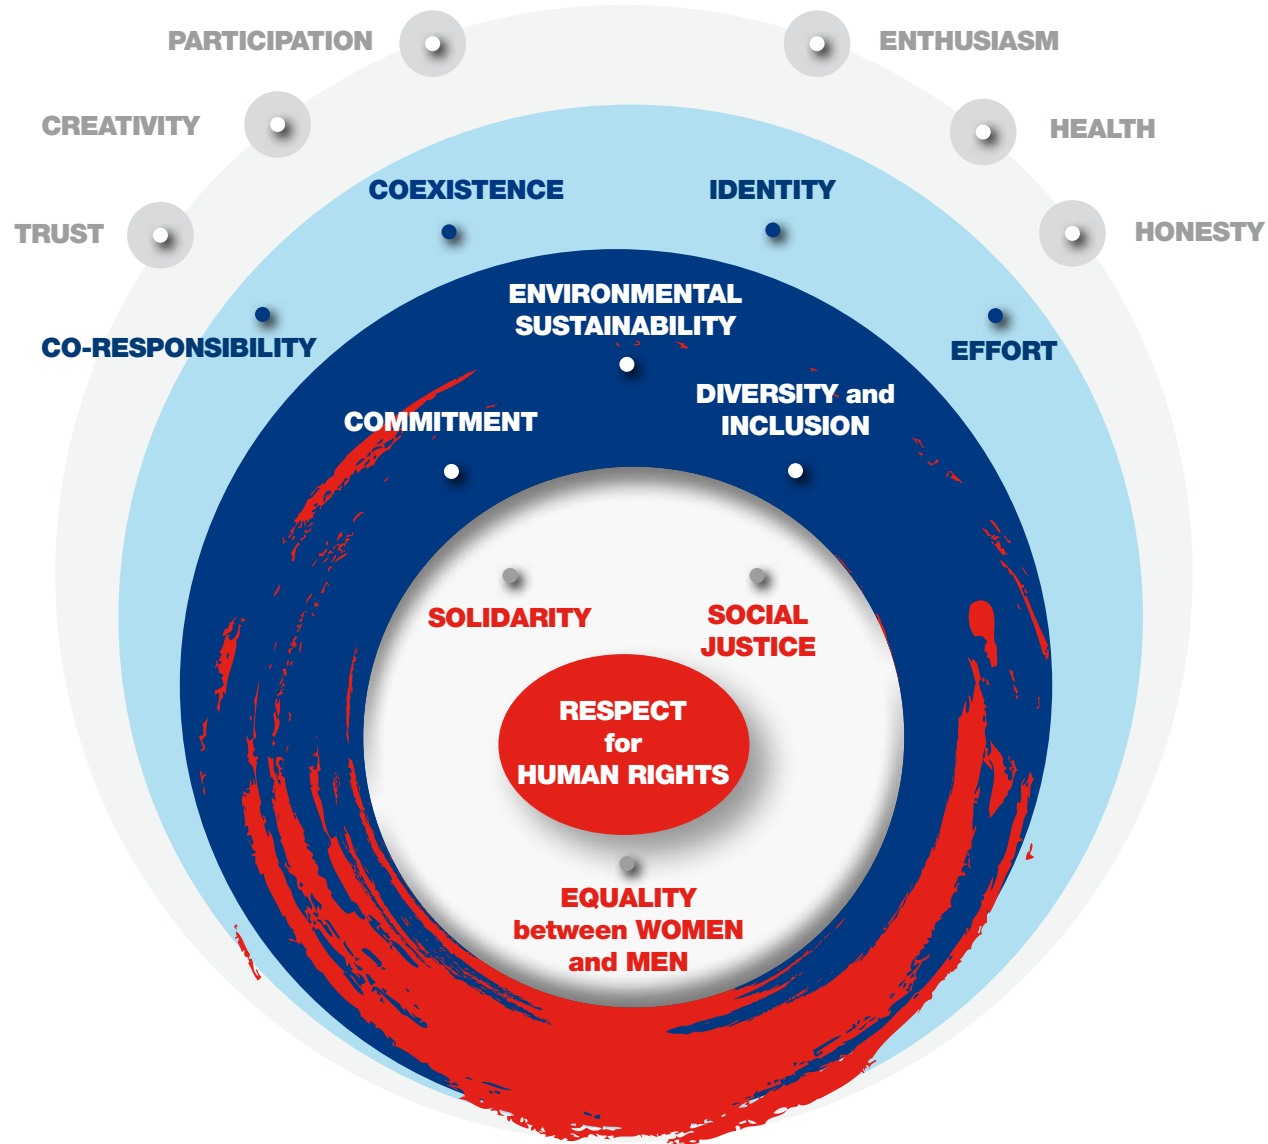 PARTICIPATION
ENTHUSIASM
CREATIVITY
HEALTH
TRUST
HONESTY
COEXISTENCE
IDENTITY
CO-RESPONSIBILITY
EFFORT
ENVIRONMENTAL
SUSTAINABILITY
COMMITMENT
DIVERSITY and
INCLUSION
SOLIDARITY
SOCIAL
JUSTICE
RESPECT
for
HUMAN RIGHTS
EQUALITY
between WOMEN
and MEN